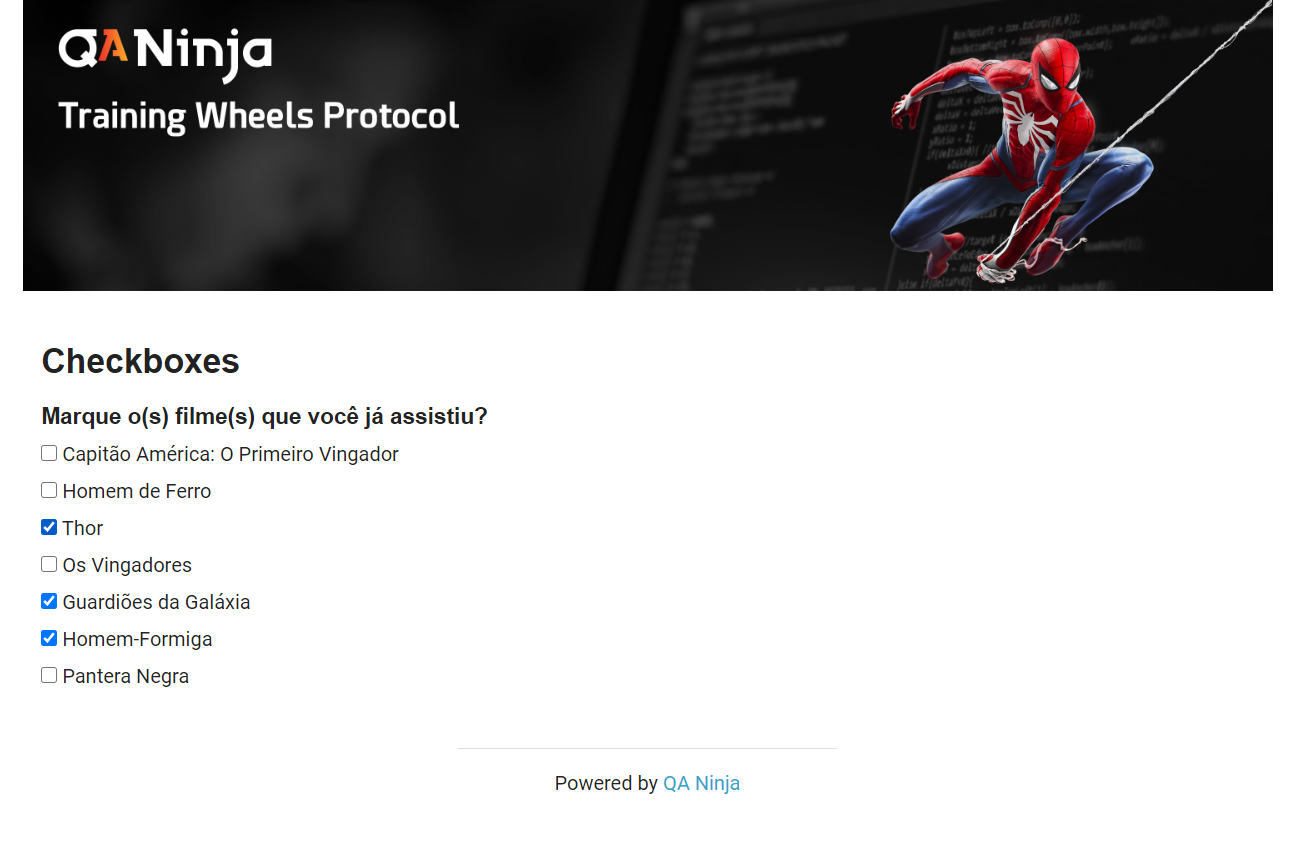 QA Ninja
Training Wheels Protocol
Checkboxes
Marque o(s) filme(s) que você já assistiu?
Capitão América: O Primeiro Vingador
Homem de Ferro
Thor
Os Vingadores
Guardiões da Galáxia
Homem-Formiga
Pantera Negra
Powered by QA Ninja